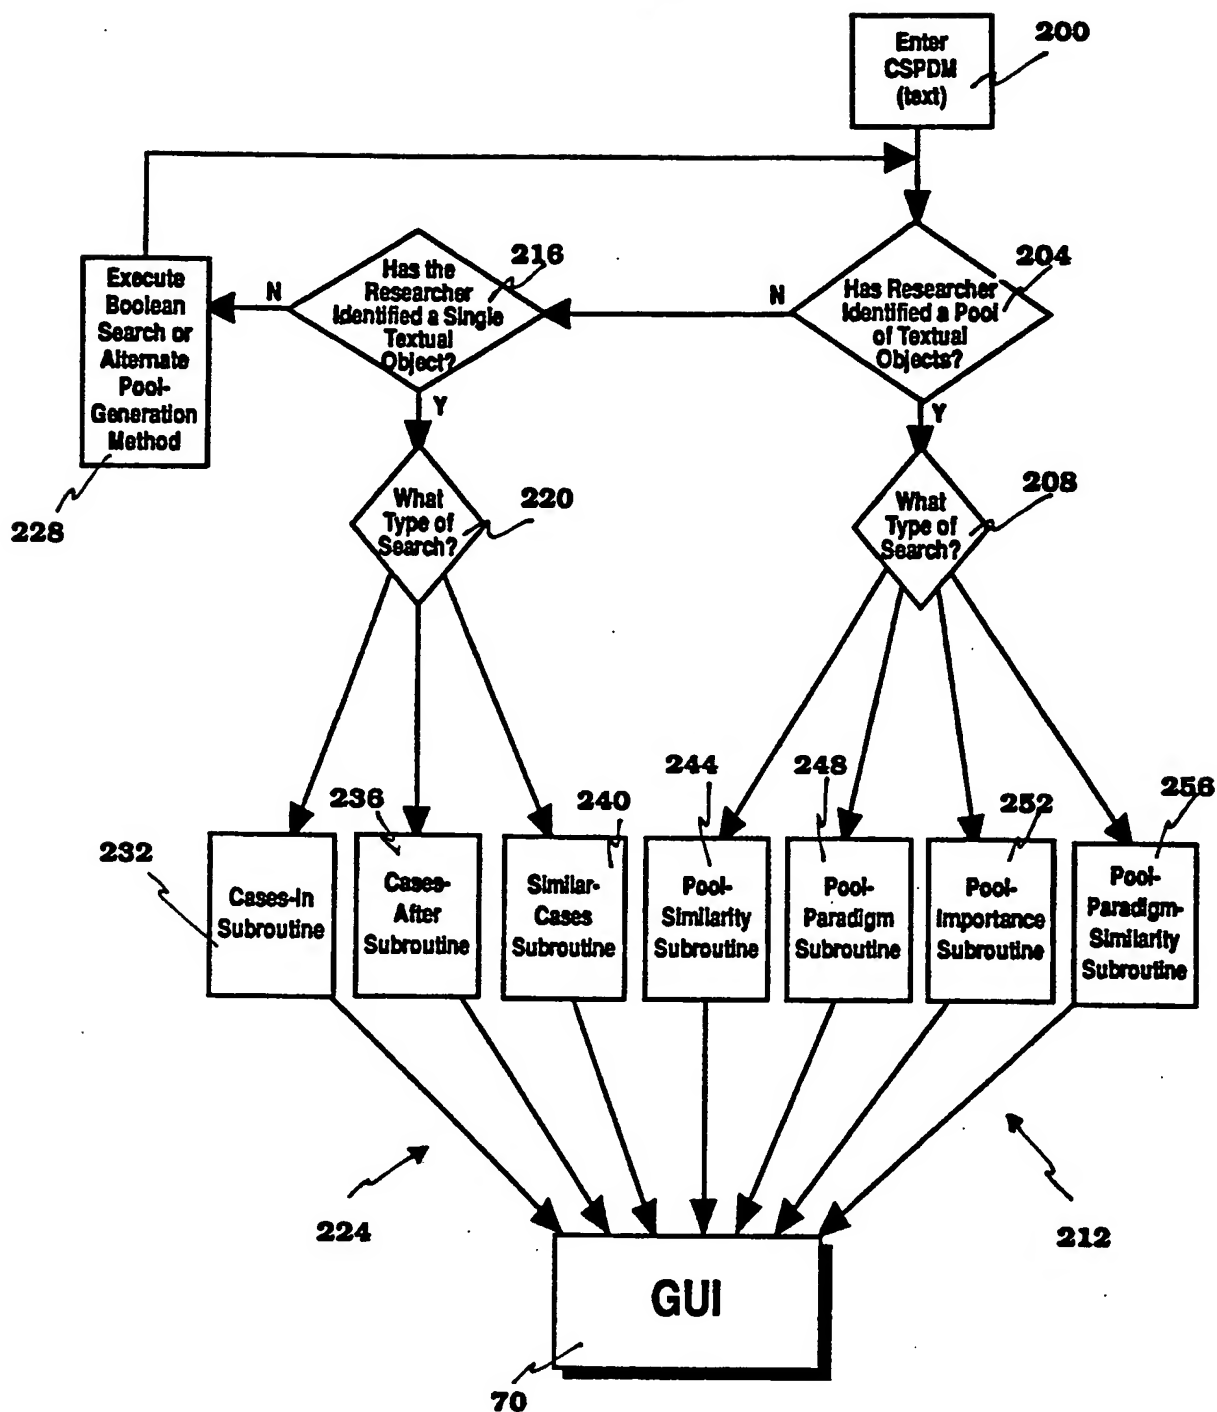 200
Enter
CSPDM
(text)
216
Has the
Researcher
Identified a Single
Textual
Object?
204
Has Researcher
Identified a Pool
of Textual
Objects?
N
N
Execute
Boolean
Search or
Alternate
Pool-
Generation
Method
228
Y
Y
What
Type of
Search?
220
What
Type of
Search?
208
232
Cases-In
Subroutine
236
Cases-
After
Subroutine
240
Similar-
Cases
Subroutine
244
Pool-
Similarity
Subroutine
248
Pool-
Paradigm
Subroutine
252
Pool-
Importance
Subroutine
256
Pool-
Paradigm-
Similarity
Subroutine
224
212
GUI
70